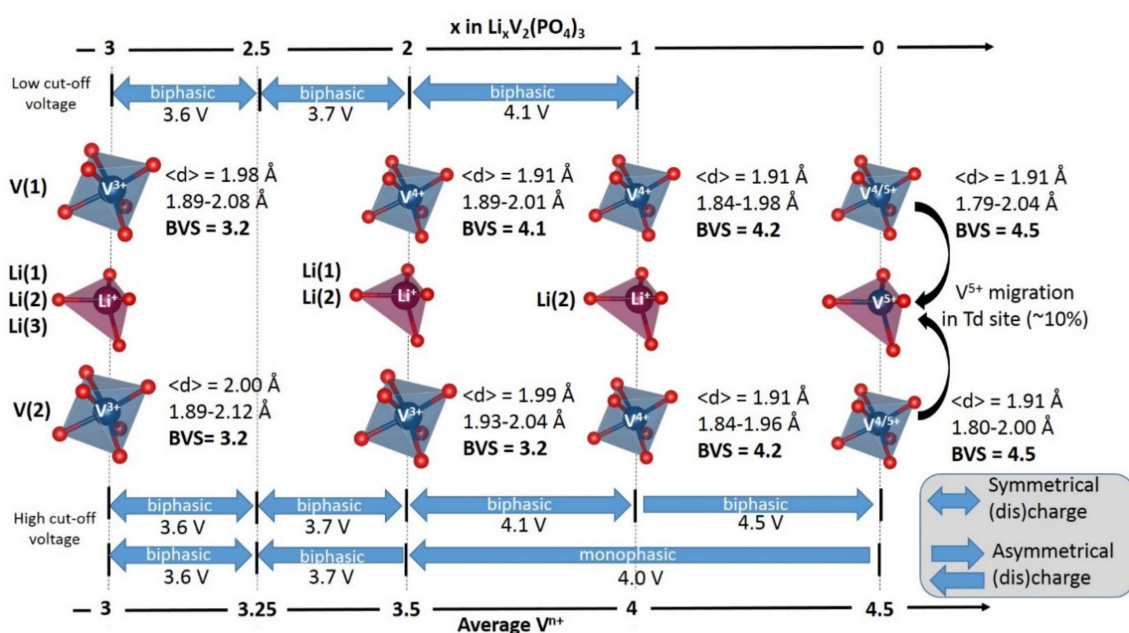 x in LiₓV₂(PO₄)₃
3 2.5 2 1 0
Low cut-off
voltage
biphasic biphasic biphasic
3.6 V 3.7 V 4.1 V
V(1)
V³⁺
<d> = 1.98 Å
1.89-2.08 Å
BVS = 3.2
V⁴⁺
<d> = 1.91 Å
1.89-2.01 Å
BVS = 4.1
V⁴⁺
<d> = 1.91 Å
1.84-1.98 Å
BVS = 4.2
V⁴/⁵⁺
<d> = 1.91 Å
1.79-2.04 Å
BVS = 4.5
Li(1)
Li(2)
Li(3)
Li⁺
Li(1)
Li(2)
Li⁺
Li(2)
Li⁺
V⁵⁺
V⁵⁺ migration
in Td site (~10%)
V(2)
V³⁺
<d> = 2.00 Å
1.89-2.12 Å
BVS= 3.2
V³⁺
<d> = 1.99 Å
1.93-2.04 Å
BVS = 3.2
V⁴⁺
<d> = 1.91 Å
1.84-1.96 Å
BVS = 4.2
V⁴/⁵⁺
<d> = 1.91 Å
1.80-2.00 Å
BVS = 4.5
High cut-off
voltage
biphasic biphasic biphasic biphasic
3.6 V 3.7 V 4.1 V 4.5 V
biphasic biphasic monophasic
3.6 V 3.7 V 4.0 V
3 3.25 3.5 4 4.5
Average Vⁿ⁺
Symmetrical
(dis)charge
Asymmetrical
(dis)charge